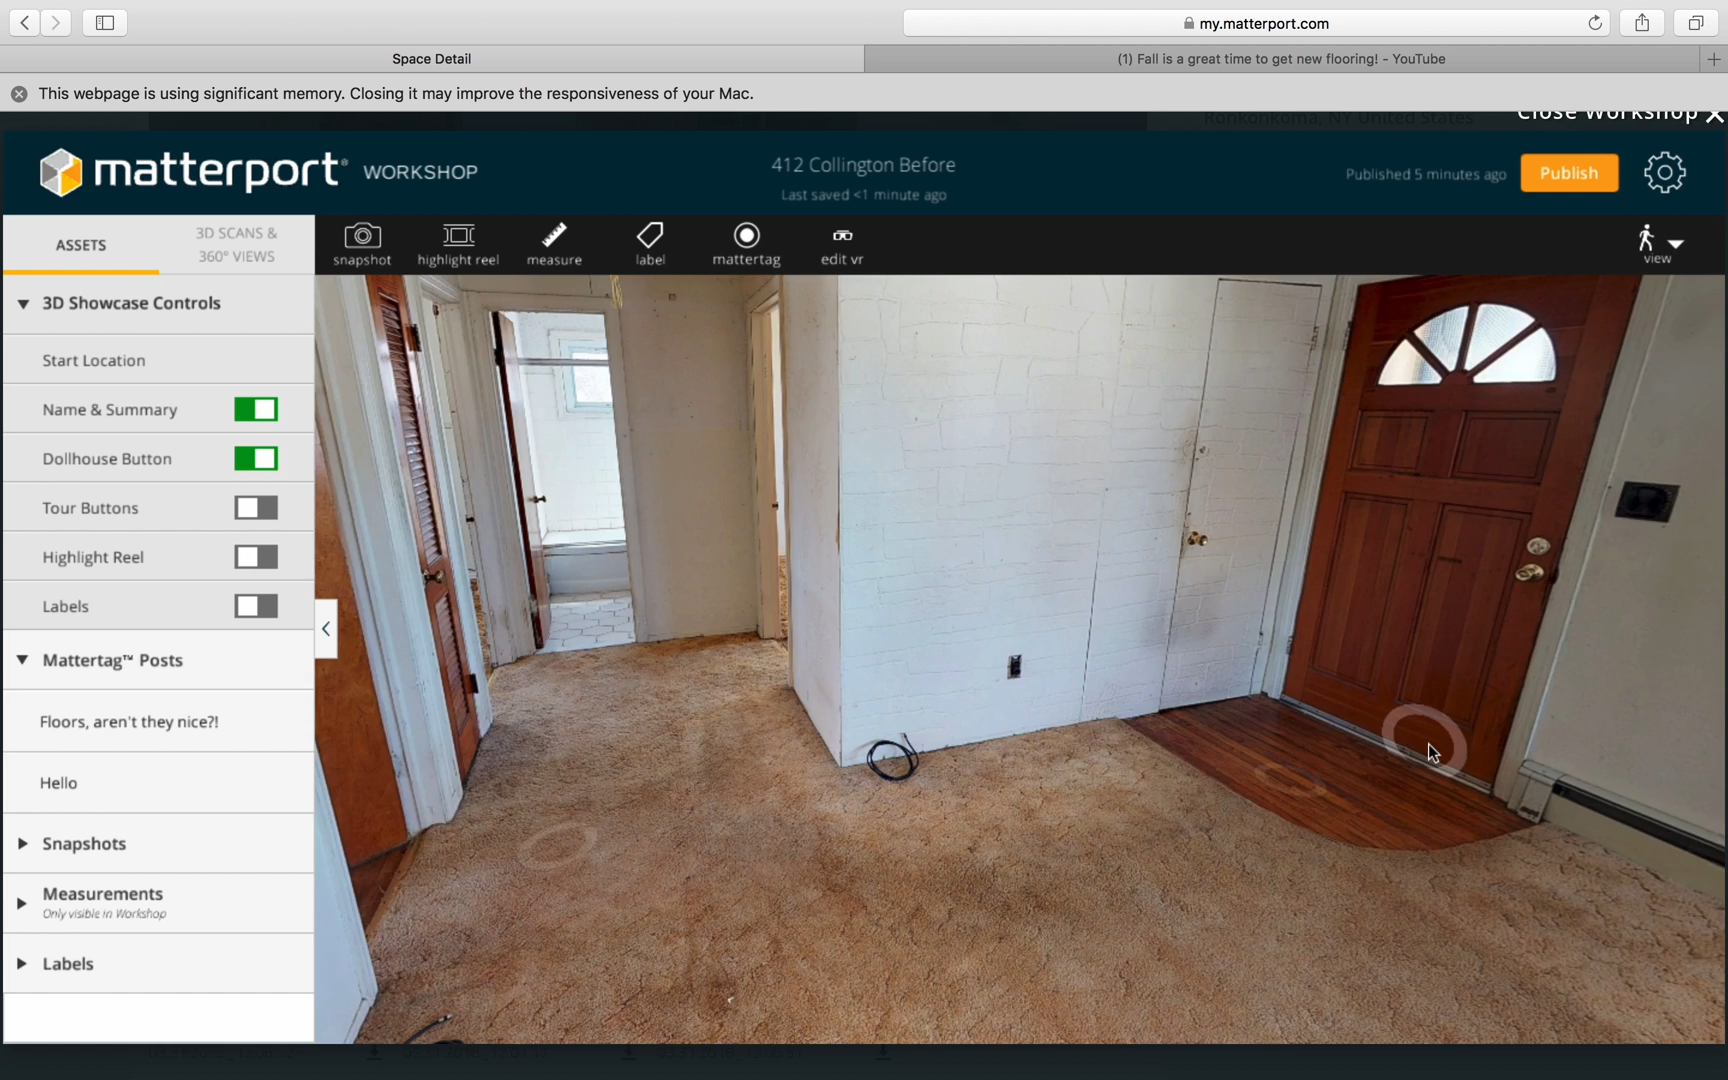 my.matterport.com
Space Detail
(1) Fall is a great time to get new flooring! - YouTube
This webpage is using significant memory. Closing it may improve the responsiveness of your Mac.
Ronkonkoma, NY United States
Close Workshop
matterport® WORKSHOP
412 Collington Before
Last saved <1 minute ago
Published 5 minutes ago
Publish
ASSETS
3D SCANS &
360° VIEWS
snapshot
highlight reel
measure
label
mattertag
edit vr
view
3D Showcase Controls
Start Location
Name & Summary
Dollhouse Button
Tour Buttons
Highlight Reel
Labels
Mattertag™ Posts
Floors, aren't they nice?!
Hello
Snapshots
Measurements
Only visible in Workshop
Labels